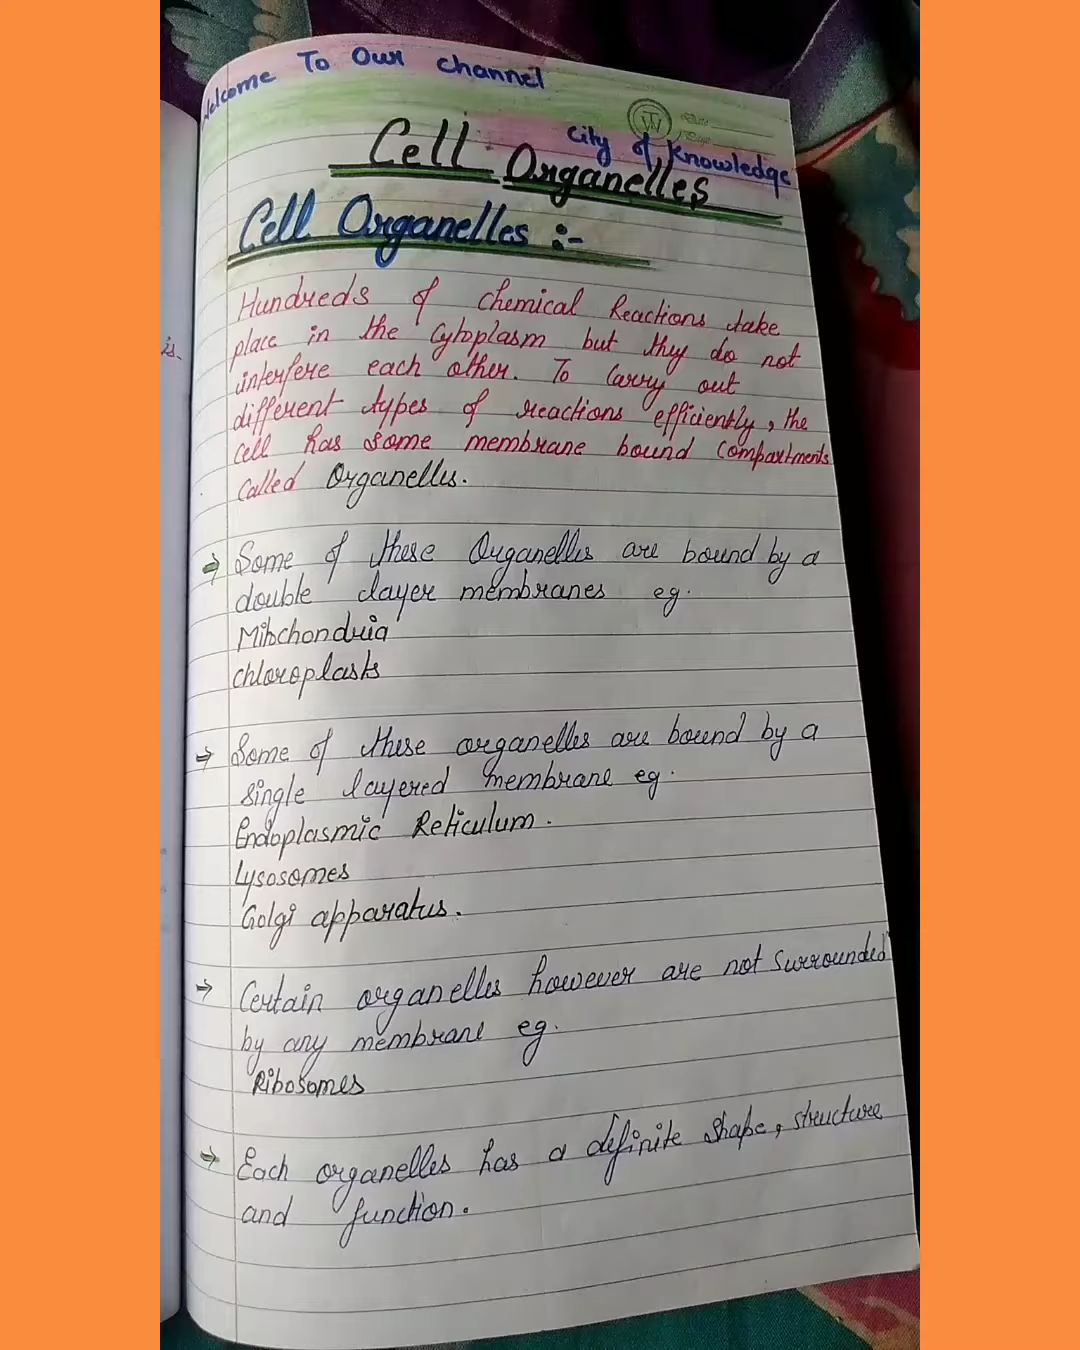 Welcome To Our Channel
City of Knowledge
Cell Organelles
Cell Organelles :-
Hundreds of chemical Reactions take
place in the Cytoplasm but they do not
interfere each other. To Carry out
different types of reactions efficiently, the
cell has some membrane bound Compartments
Called Organelles.
⇒ Some of these Organelles are bound by a
double layer membranes eg.
Mitochondria
chloroplasts
⇒ Some of these organelles are bound by a
single layered membrane eg.
Endoplasmic Reticulum.
Lysosomes
Golgi apparatus.
⇒ Certain organelles however are not surrounded
by any membrane eg.
Ribosomes
⇒ Each organelles has a definite shape, structure
and function.
is